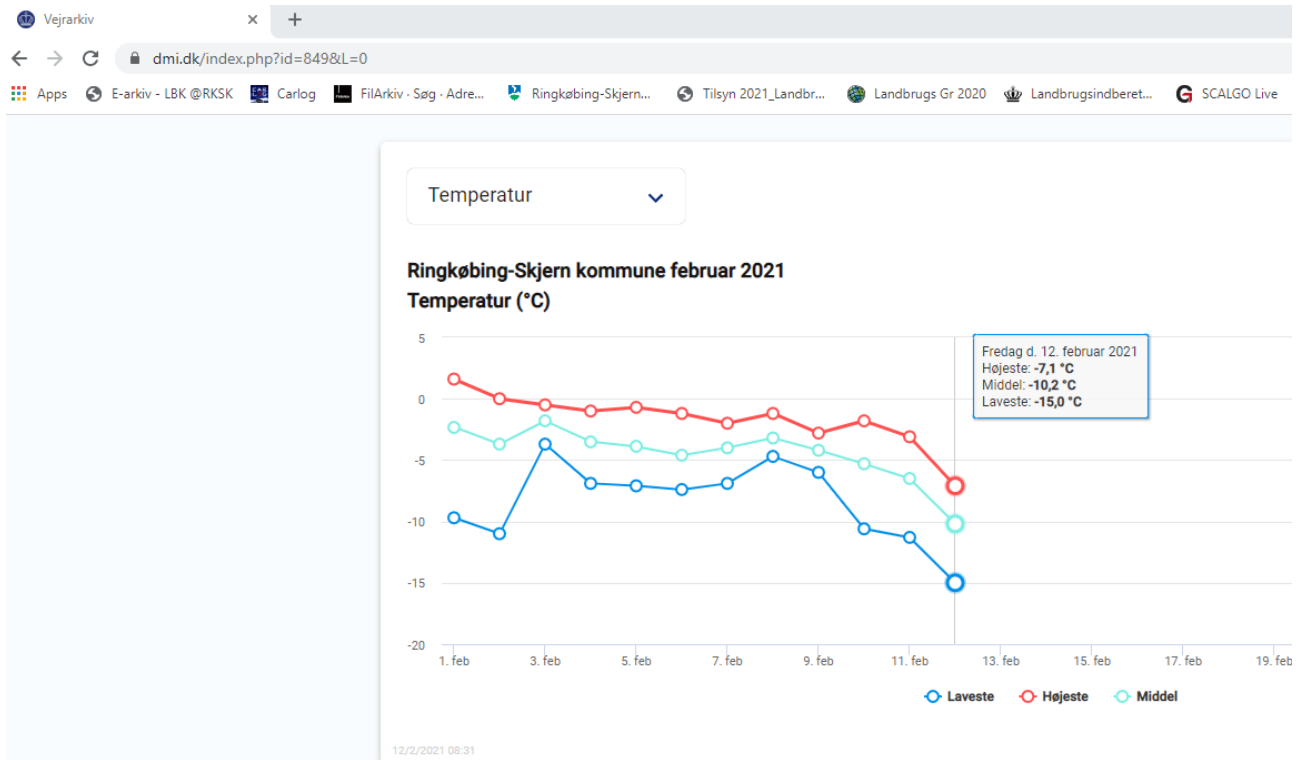 Vejrarkiv
dmi.dk/index.php?id=849&L=0
Apps E-arkiv - LBK @RKSK Carlog FilArkiv · Søg · Adre... Ringkøbing-Skjern... Tilsyn 2021_Landbr... Landbrugs Gr 2020 Landbrugsindberet... SCALGO Live
Temperatur
Ringkøbing-Skjern kommune februar 2021
Temperatur (°C)
5
Fredag d. 12. februar 2021
Højeste: -7,1 °C
Middel: -10,2 °C
Laveste: -15,0 °C
0
-5
-10
-15
-20
1. feb 3. feb 5. feb 7. feb 9. feb 11. feb 13. feb 15. feb 17. feb 19. feb
Laveste Højeste Middel
12/2/2021 08:31